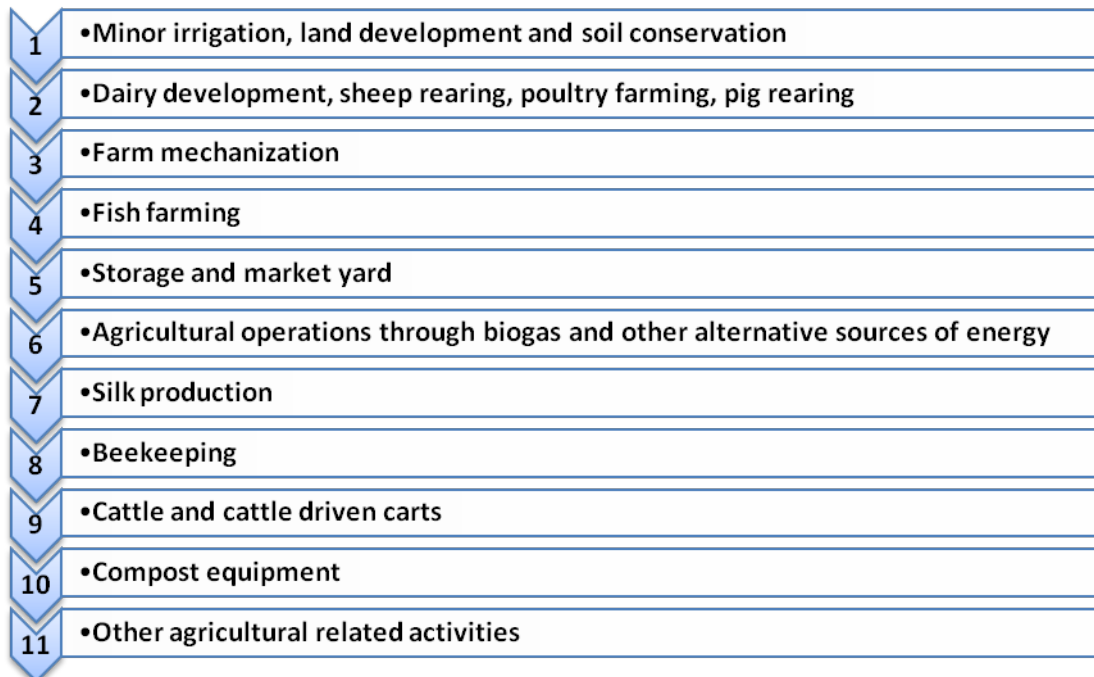 1 •Minor irrigation, land development and soil conservation
2 •Dairy development, sheep rearing, poultry farming, pig rearing
3 •Farm mechanization
4 •Fish farming
5 •Storage and market yard
6 •Agricultural operations through biogas and other alternative sources of energy
7 •Silk production
8 •Beekeeping
9 •Cattle and cattle driven carts
10 •Compost equipment
11 •Other agricultural related activities